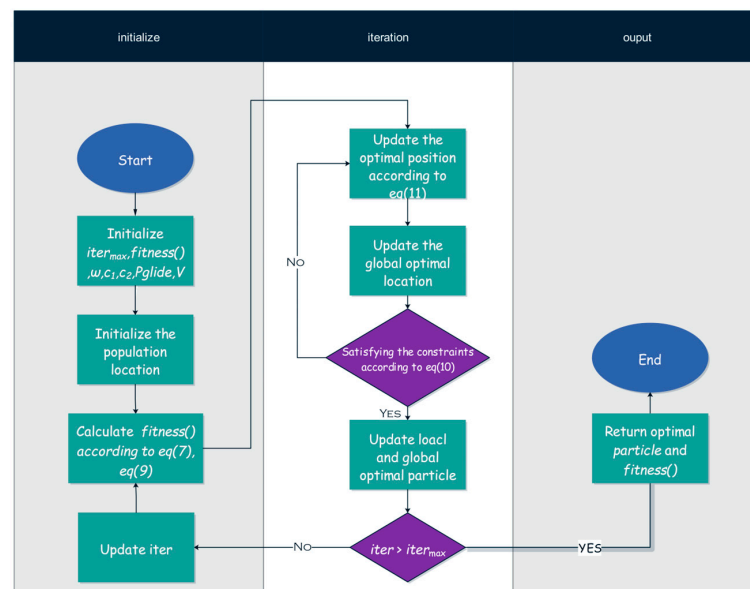 initialize
iteration
ouput
Start
Initialize
itermax,fitness()
,ω,c1,c2,Pglide,V
Initialize the
population
location
Calculate fitness()
according to eq(7),
eq(9)
Update iter
Update the
optimal position
according to
eq(11)
Update the
global optimal
location
No
Satisfying the constraints
according to eq(10)
Yes
Update loacl
and global
optimal particle
iter > itermax
No
YES
End
Return optimal
particle and
fitness()